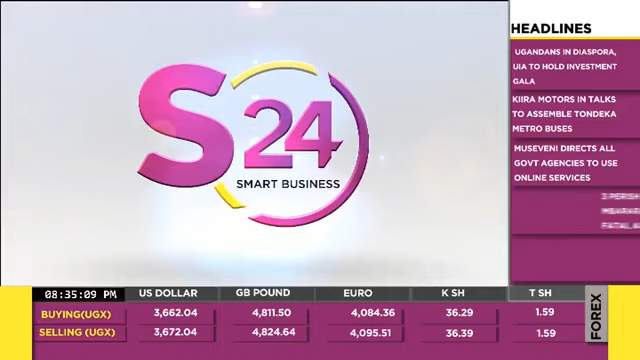 HEADLINES
UGANDANS IN DIASPORA,
UIA TO HOLD INVESTMENT
GALA
KIIRA MOTORS IN TALKS
TO ASSEMBLE TONDEKA
METRO BUSES
MUSEVENI DIRECTS ALL
GOVT AGENCIES TO USE
ONLINE SERVICES
S24
SMART BUSINESS
08:35:09 PM US DOLLAR GB POUND EURO K SH T SH
BUYING(UGX) 3,662.04 4,811.50 4,084.36 36.29 1.59
SELLING (UGX) 3,672.04 4,824.64 4,095.51 36.39 1.59
FOREX